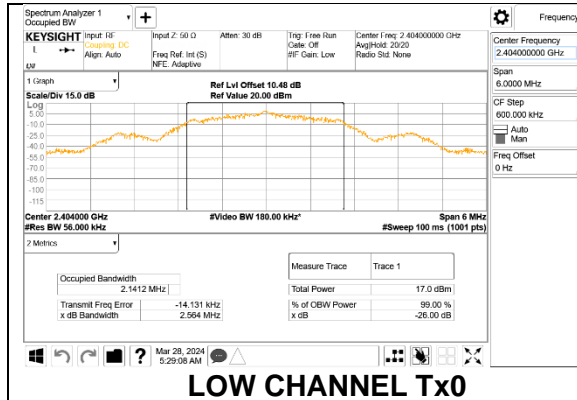 Spectrum Analyzer 1
Occupied BW
Frequency
KEYSIGHT
Input: RF
Coupling: DC
Align: Auto
Input Z: 50 Ω
Freq Ref: Int (S)
NFE: Adaptive
Atten: 30 dB
Trig: Free Run
Gate: Off
#IF Gain: Low
Center Freq: 2.404000000 GHz
Avg|Hold: 20/20
Radio Std: None
Center Frequency
2.404000000 GHz
Span
6.0000 MHz
CF Step
600.000 kHz
Auto
Man
Freq Offset
0 Hz
1 Graph
Scale/Div 15.0 dB
Ref Lvl Offset 10.48 dB
Ref Value 20.00 dBm
Log
5.00
-10.0
-25.0
-40.0
-55.0
-70.0
-85.0
-100
-115
Center 2.404000 GHz
#Res BW 56.000 kHz
#Video BW 180.00 kHz*
Span 6 MHz
#Sweep 100 ms (1001 pts)
2 Metrics
Occupied Bandwidth
2.1412 MHz
Transmit Freq Error -14.131 kHz
x dB Bandwidth 2.564 MHz
Measure Trace Trace 1
Total Power 17.0 dBm
% of OBW Power 99.00 %
x dB -26.00 dB
Mar 28, 2024
5:29:08 AM
LOW CHANNEL Tx0